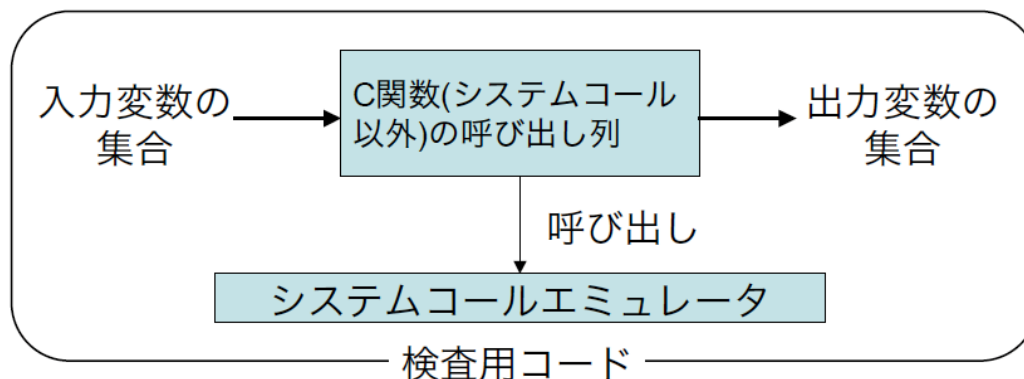 入力変数の
集合
C関数(システムコール
以外)の呼び出し列
出力変数の
集合
呼び出し
システムコールエミュレータ
検査用コード